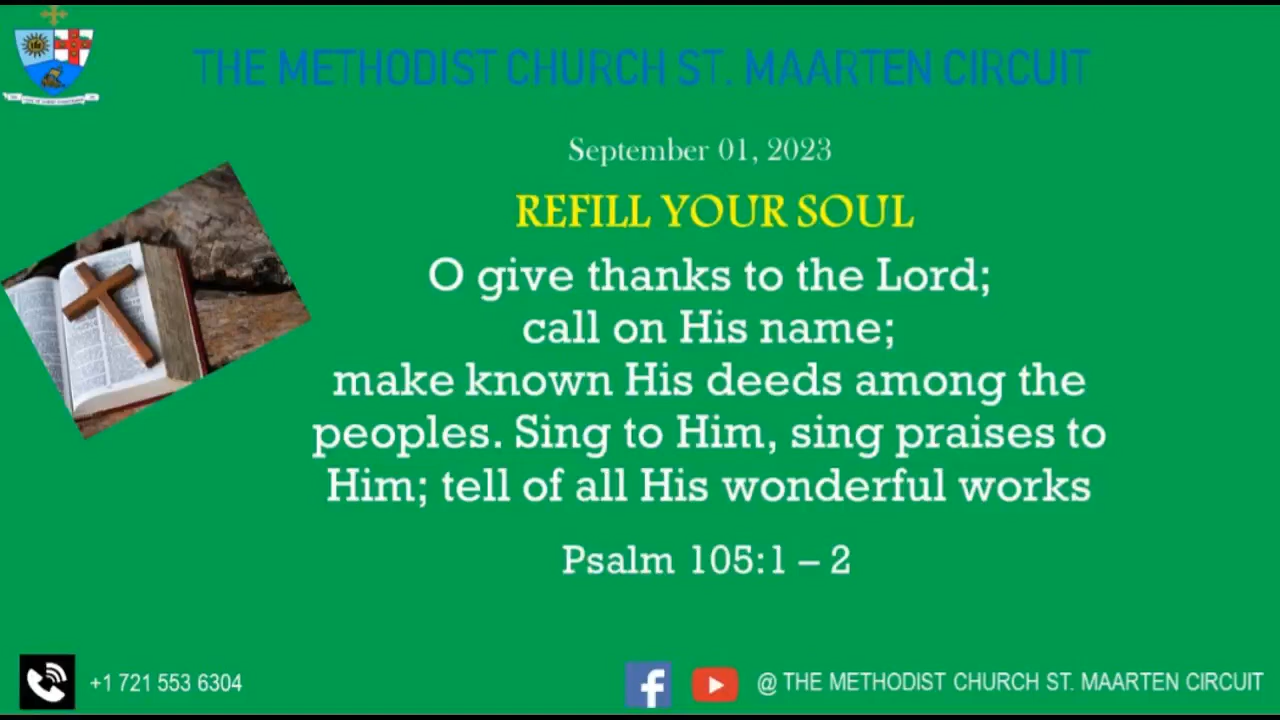 THE METHODIST CHURCH ST. MAARTEN CIRCUIT
September 01, 2023
REFILL YOUR SOUL
O give thanks to the Lord;
call on His name;
make known His deeds among the
peoples. Sing to Him, sing praises to
Him; tell of all His wonderful works
Psalm 105:1 – 2
+1 721 553 6304
@ THE METHODIST CHURCH ST. MAARTEN CIRCUIT